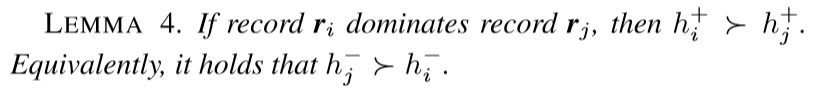 LEMMA 4. If record r_i dominates record r_j, then h_i^+ ≻ h_j^+.
Equivalently, it holds that h_j^- ≻ h_i^-.